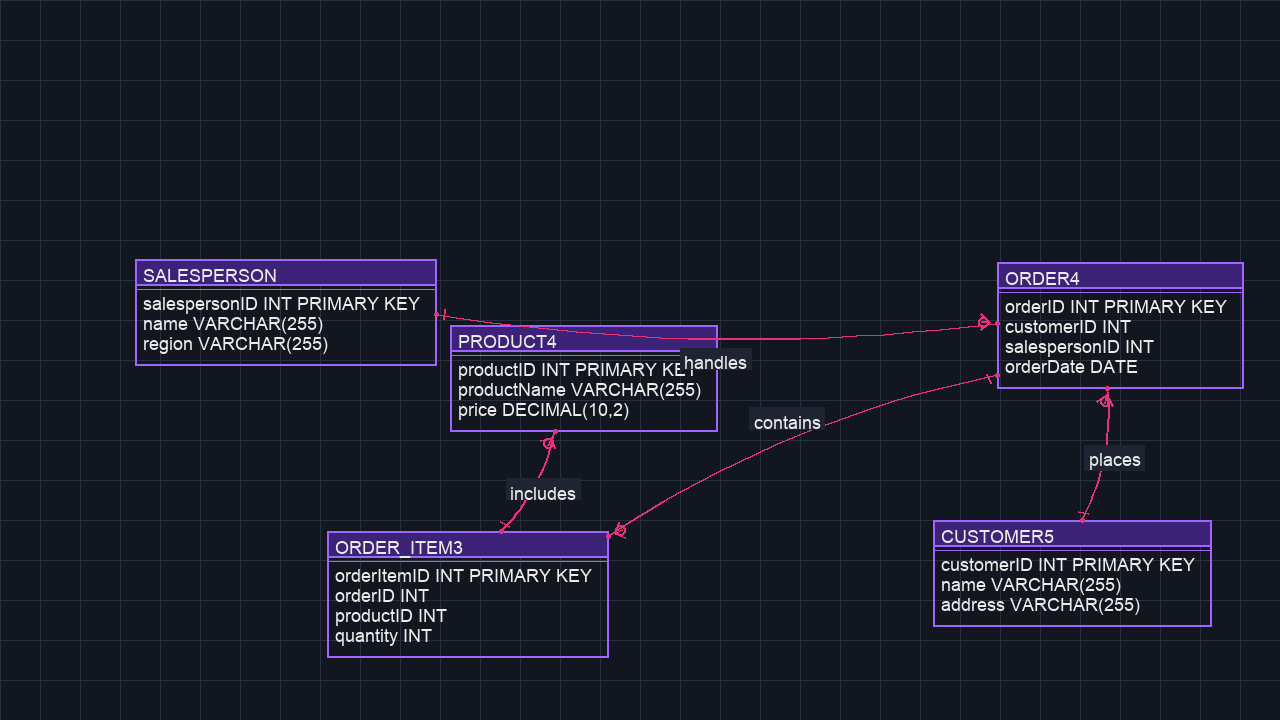 SALESPERSON
salespersonID INT PRIMARY KEY
name VARCHAR(255)
region VARCHAR(255)
PRODUCT4
productID INT PRIMARY KEY
productName VARCHAR(255)
price DECIMAL(10,2)
handles
ORDER4
orderID INT PRIMARY KEY
customerID INT
salespersonID INT
orderDate DATE
contains
places
includes
ORDER_ITEM3
orderItemID INT PRIMARY KEY
orderID INT
productID INT
quantity INT
CUSTOMER5
customerID INT PRIMARY KEY
name VARCHAR(255)
address VARCHAR(255)